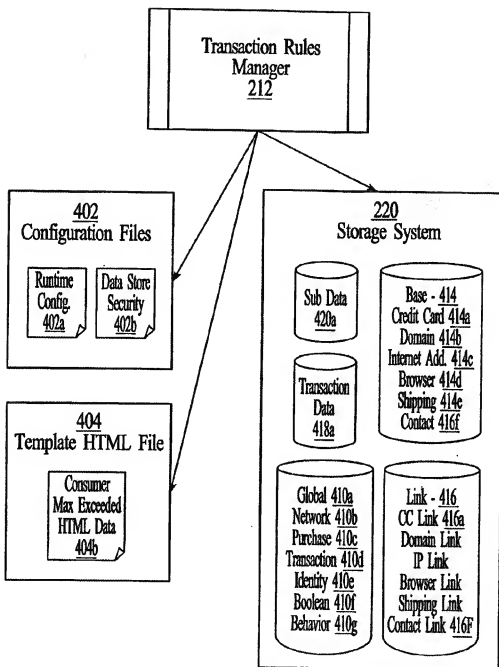 Transaction Rules
Manager
212
402
Configuration Files
Runtime
Config.
402a
Data Store
Security
402b
404
Template HTML File
Consumer
Max Exceeded
HTML Data
404b
220
Storage System
Sub Data
420a
Transaction
Data
418a
Base - 414
Credit Card 414a
Domain 414b
Internet Add. 414c
Browser 414d
Shipping 414e
Contact 416f
Global 410a
Network 410b
Purchase 410c
Transaction 410d
Identity 410e
Boolean 410f
Behavior 410g
Link - 416
CC Link 416a
Domain Link
IP Link
Browser Link
Shipping Link
Contact Link 416F